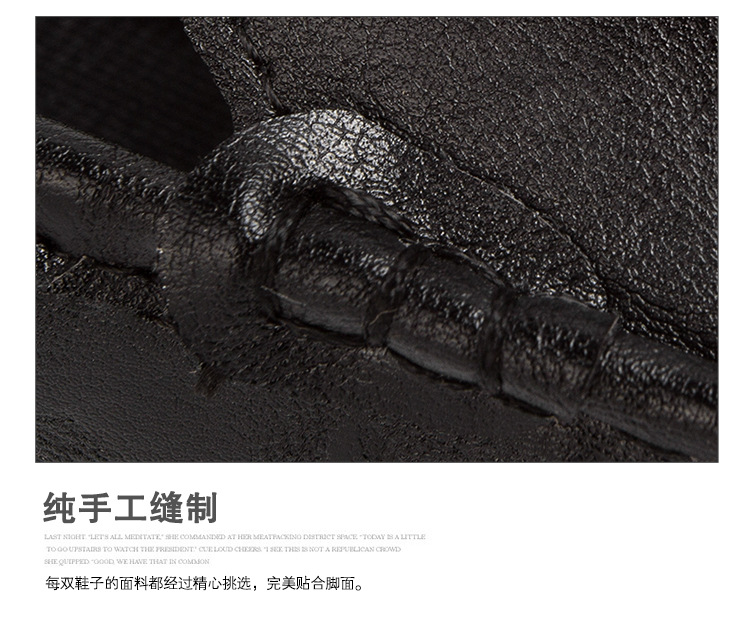 纯手工缝制
LAST NIGHT. "LET'S ALL MEDITATE," SHE COMMANDED AT HER MEATPACKING DISTRICT SPACE. "TODAY IS A LITTLE
TO GO UPSTAIRS TO WATCH THE PRESIDENT." CUE LOUD CHEERS. "I SEE THIS IS NOT A REPUBLICAN CROWD
SHE QUIPPED. "GOOD, WE HAVE THAT IS COMMON
每双鞋子的面料都经过精心挑选，完美贴合脚面。